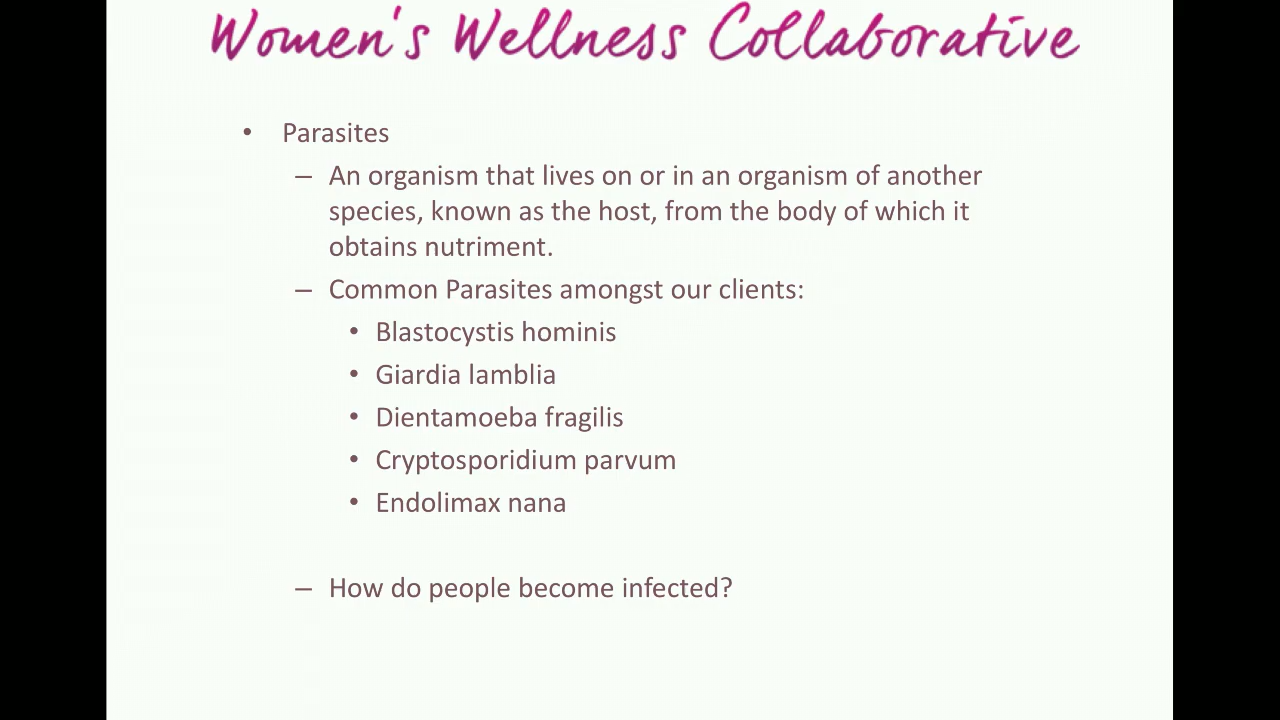 Women's Wellness Collaborative
• Parasites
– An organism that lives on or in an organism of another
species, known as the host, from the body of which it
obtains nutriment.
– Common Parasites amongst our clients:
• Blastocystis hominis
• Giardia lamblia
• Dientamoeba fragilis
• Cryptosporidium parvum
• Endolimax nana
– How do people become infected?